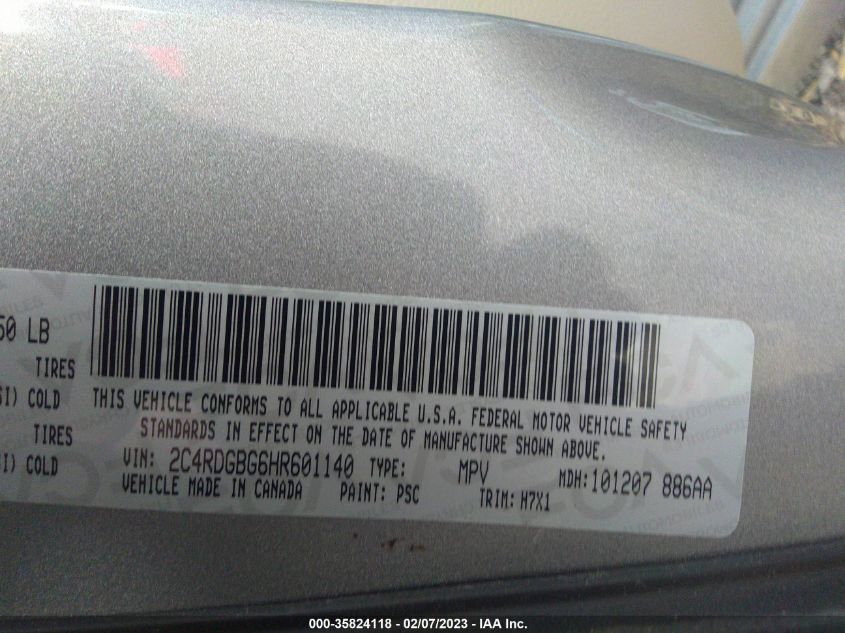 50 LB
TIRES
SI) COLD
THIS VEHICLE CONFORMS TO ALL APPLICABLE U.S.A. FEDERAL MOTOR VEHICLE SAFETY
TIRES
STANDARDS IN EFFECT ON THE DATE OF MANUFACTURE SHOWN ABOVE.
I) COLD
VIN: 2C4RDGBG6HR601140 TYPE: MPV MDH:101207 886AA
VEHICLE MADE IN CANADA PAINT: PSC TRIM: H7X1
000-35824118 - 02/07/2023 - IAA Inc.